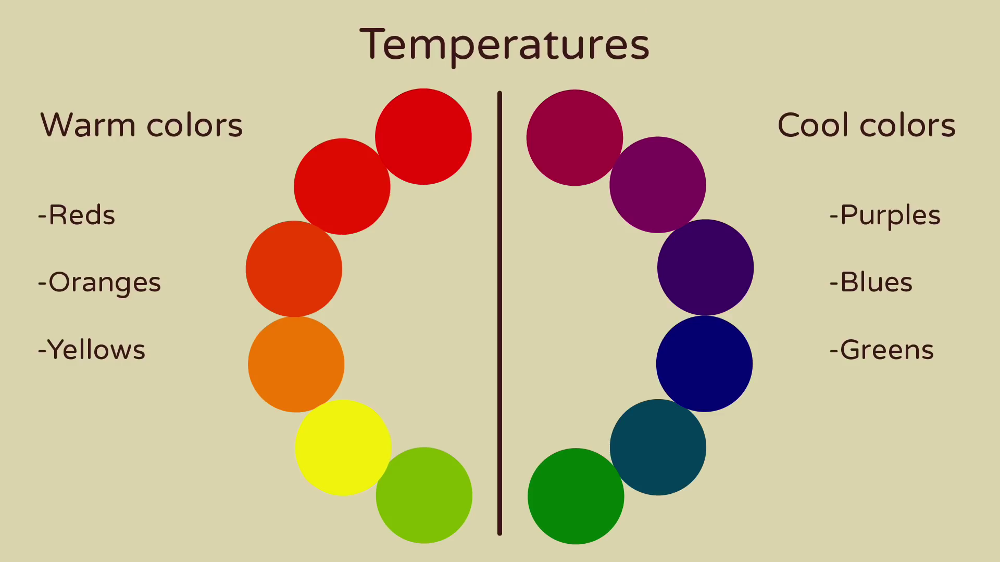 Temperatures
Warm colors
-Reds
-Oranges
-Yellows
Cool colors
-Purples
-Blues
-Greens